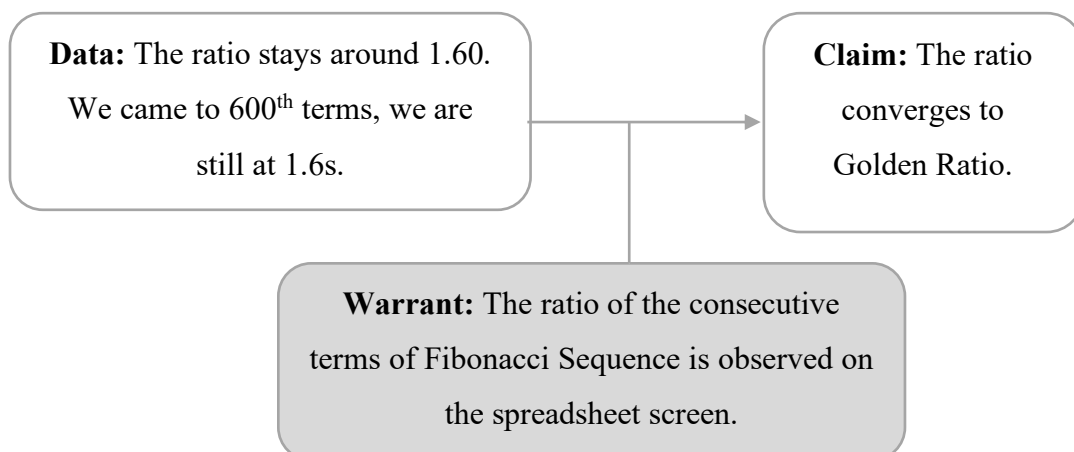 Data: The ratio stays around 1.60.
We came to 600th terms, we are
still at 1.6s.
Claim: The ratio
converges to
Golden Ratio.
Warrant: The ratio of the consecutive
terms of Fibonacci Sequence is observed on
the spreadsheet screen.